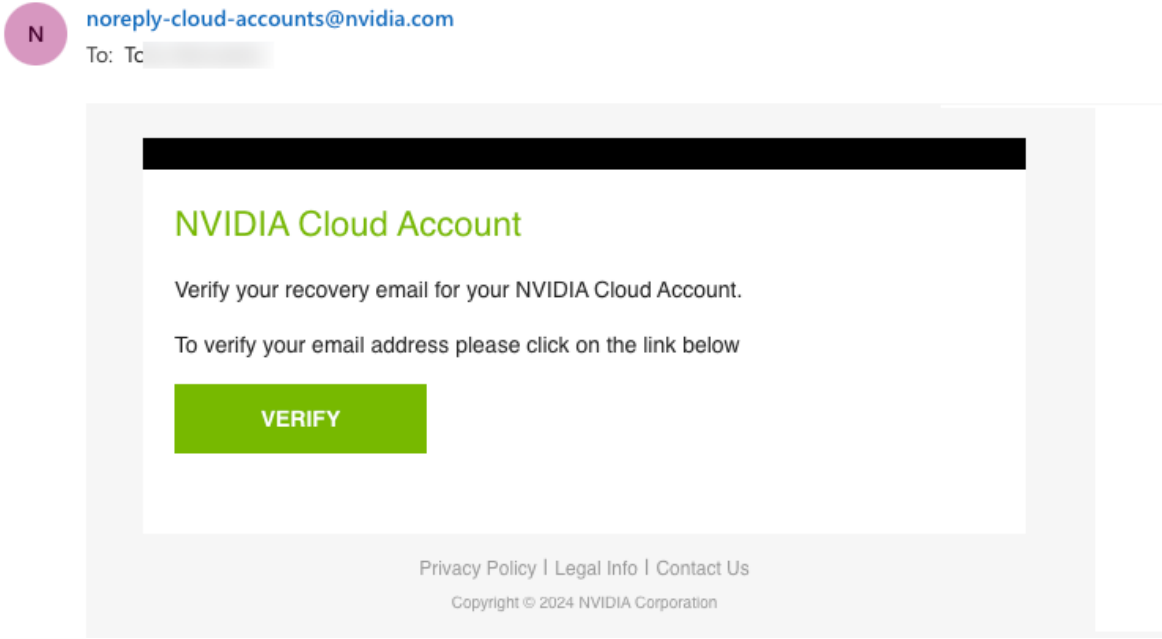 N
noreply-cloud-accounts@nvidia.com
To: To
NVIDIA Cloud Account
Verify your recovery email for your NVIDIA Cloud Account.
To verify your email address please click on the link below
VERIFY
Privacy Policy | Legal Info | Contact Us
Copyright © 2024 NVIDIA Corporation